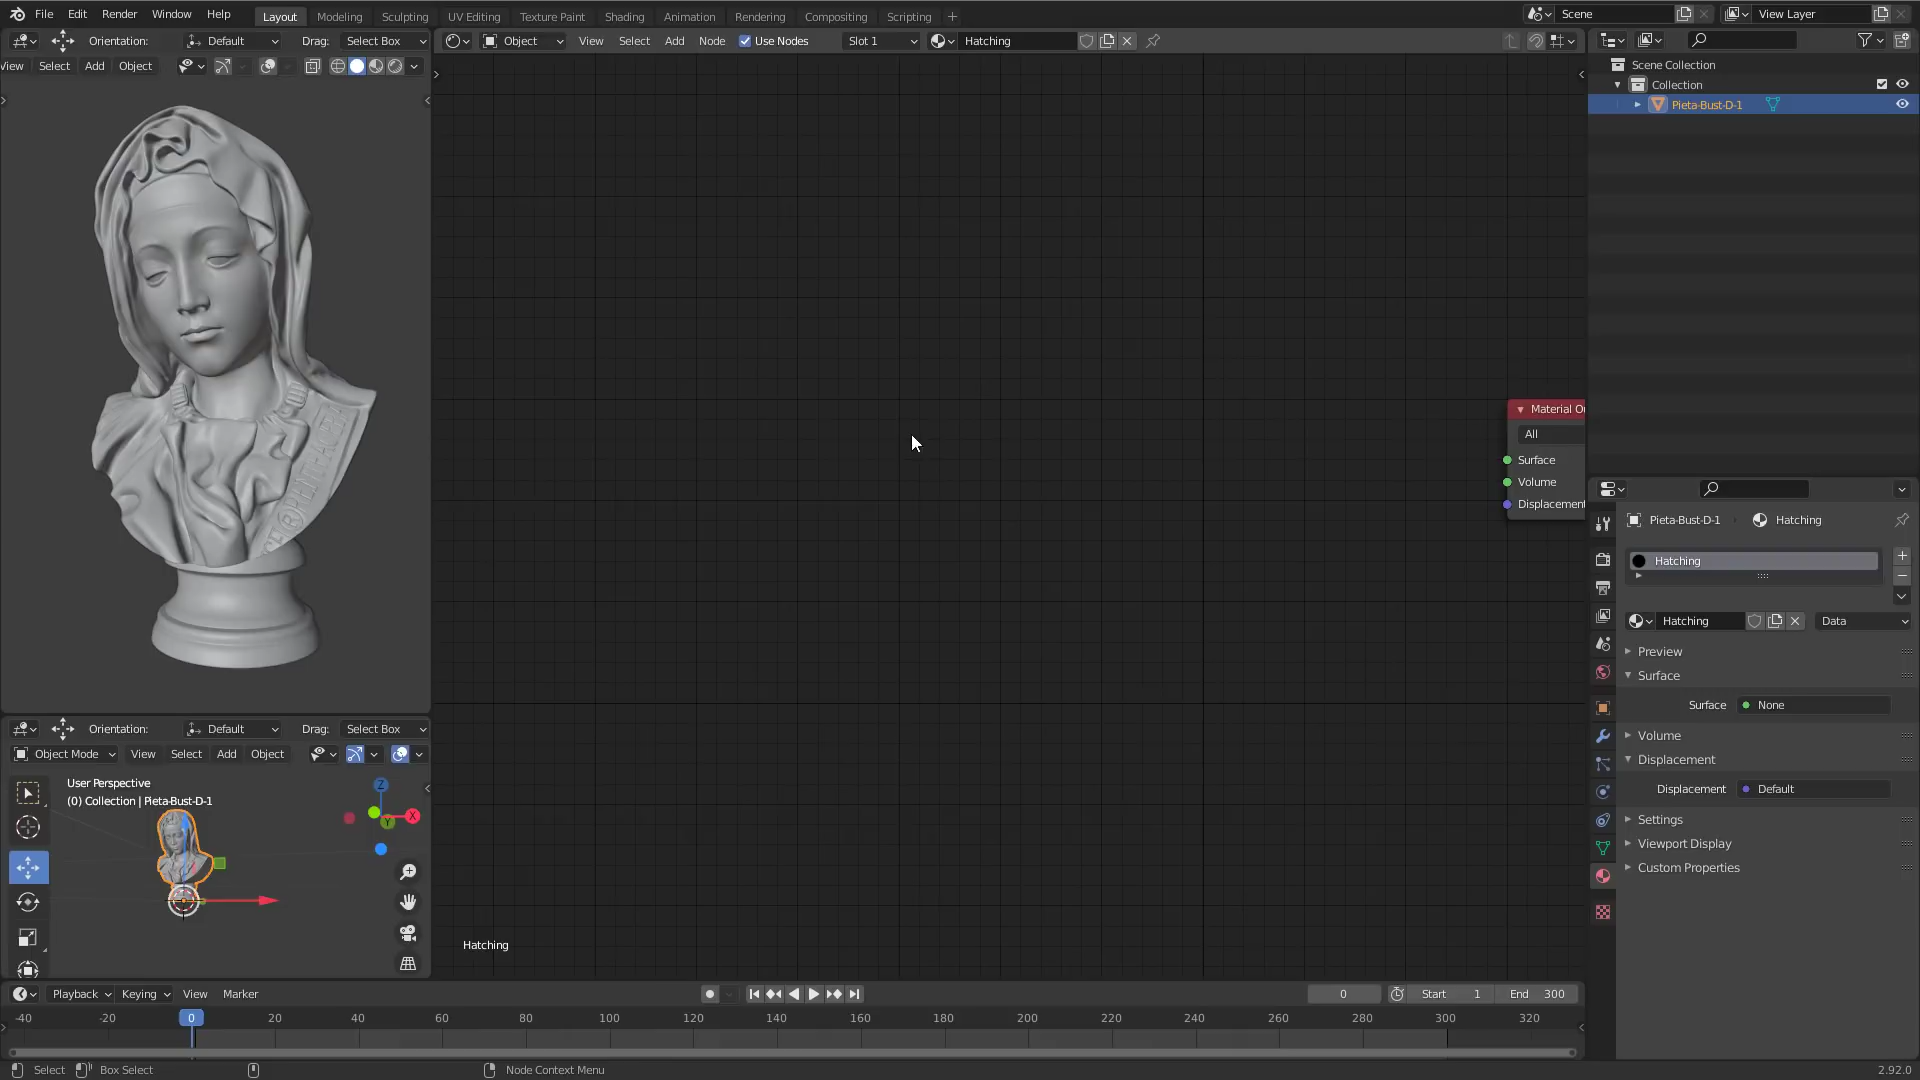 File Edit Render Window Help Layout Modeling Sculpting UV Editing Texture Paint Shading Animation Rendering Compositing Scripting + Scene View Layer
Orientation: Default Drag: Select Box Object View Select Add Node Use Nodes Slot 1 Hatching
View Select Add Object
Scene Collection
Collection
Pieta-Bust-D-1
Material O
All
Surface
Volume
Displacement
Pieta-Bust-D-1 Hatching
Hatching
Hatching Data
Preview
Surface
Surface None
Volume
Displacement
Displacement Default
Settings
Viewport Display
Custom Properties
Orientation: Default Drag: Select Box
Object Mode View Select Add Object
User Perspective
(0) Collection | Pieta-Bust-D-1
Z
X
Y
Hatching
Playback Keying View Marker 0 Start 1 End 300
-40 -20 0 20 40 60 80 100 120 140 160 180 200 220 240 260 280 300 320
Select Box Select Node Context Menu 2.92.0